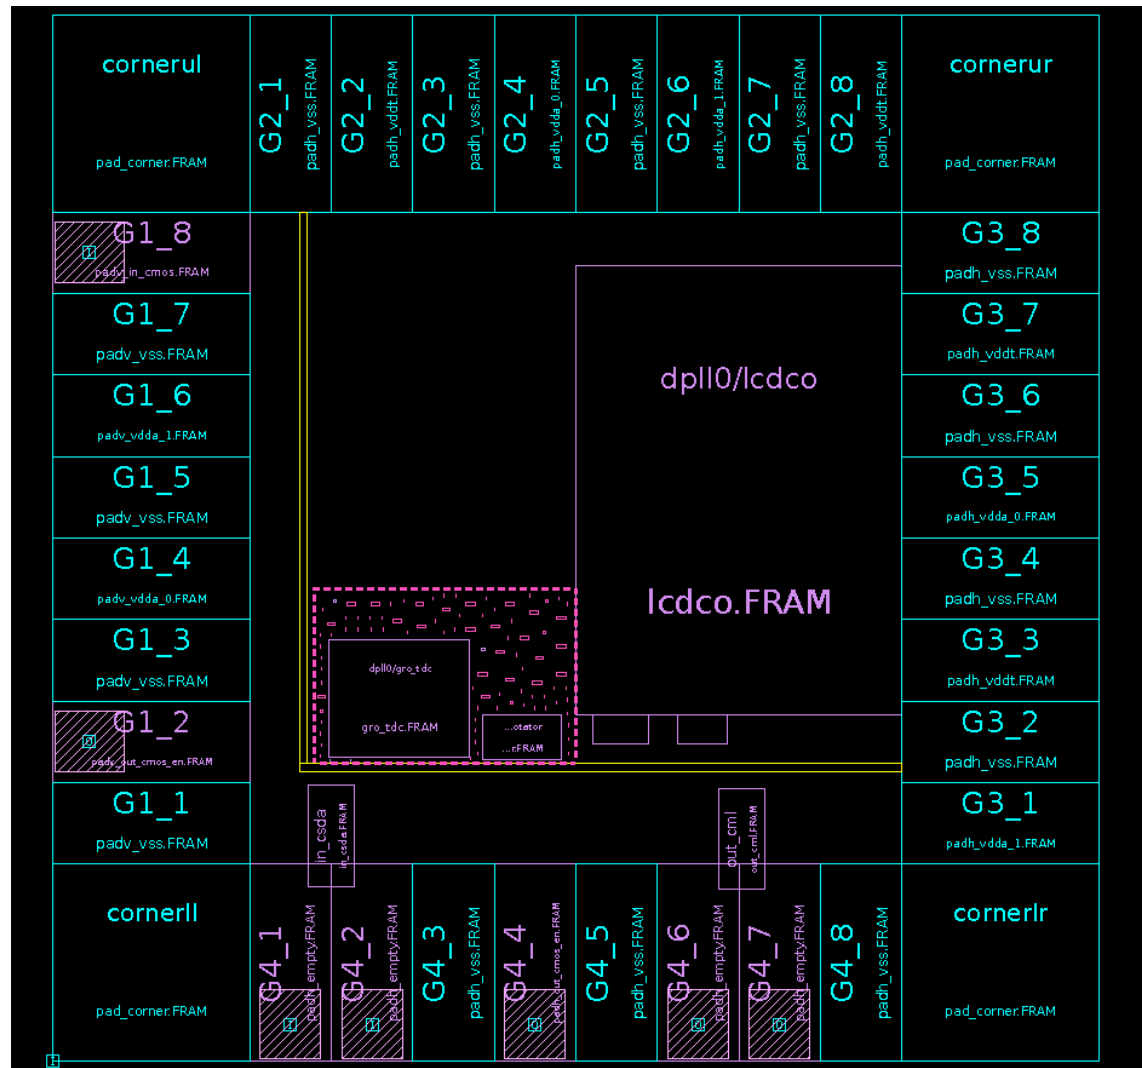 cornerul
pad_corner.FRAM
G2_1
padh_vss.FRAM
G2_2
padh_vddt.FRAM
G2_3
padh_vss.FRAM
G2_4
padh_vdda_0.FRAM
G2_5
padh_vss.FRAM
G2_6
padh_vdda_1.FRAM
G2_7
padh_vss.FRAM
G2_8
padh_vddt.FRAM
cornerur
pad_corner.FRAM
G1_8
padv_in_cmos.FRAM
I
G1_7
padv_vss.FRAM
G1_6
padv_vdda_1.FRAM
G1_5
padv_vss.FRAM
G1_4
padv_vdda_0.FRAM
G1_3
padv_vss.FRAM
G1_2
padv_out_cmos_en.FRAM
O
G1_1
padv_vss.FRAM
dpll0/lcdco
lcdco.FRAM
dpll0/gro_tdc
gro_tdc.FRAM
...otator
...r.FRAM
in_csda
in_csda.FRAM
out_cml
out_cml.FRAM
G3_8
padh_vss.FRAM
G3_7
padh_vddt.FRAM
G3_6
padh_vss.FRAM
G3_5
padh_vdda_0.FRAM
G3_4
padh_vss.FRAM
G3_3
padh_vddt.FRAM
G3_2
padh_vss.FRAM
G3_1
padh_vdda_1.FRAM
cornerll
pad_corner.FRAM
G4_1
padh_empty.FRAM
I
G4_2
padh_empty.FRAM
I
G4_3
padh_vss.FRAM
G4_4
padh_out_cmos_en.FRAM
O
G4_5
padh_vss.FRAM
G4_6
padh_empty.FRAM
O
G4_7
padh_empty.FRAM
O
G4_8
padh_vss.FRAM
cornerlr
pad_corner.FRAM